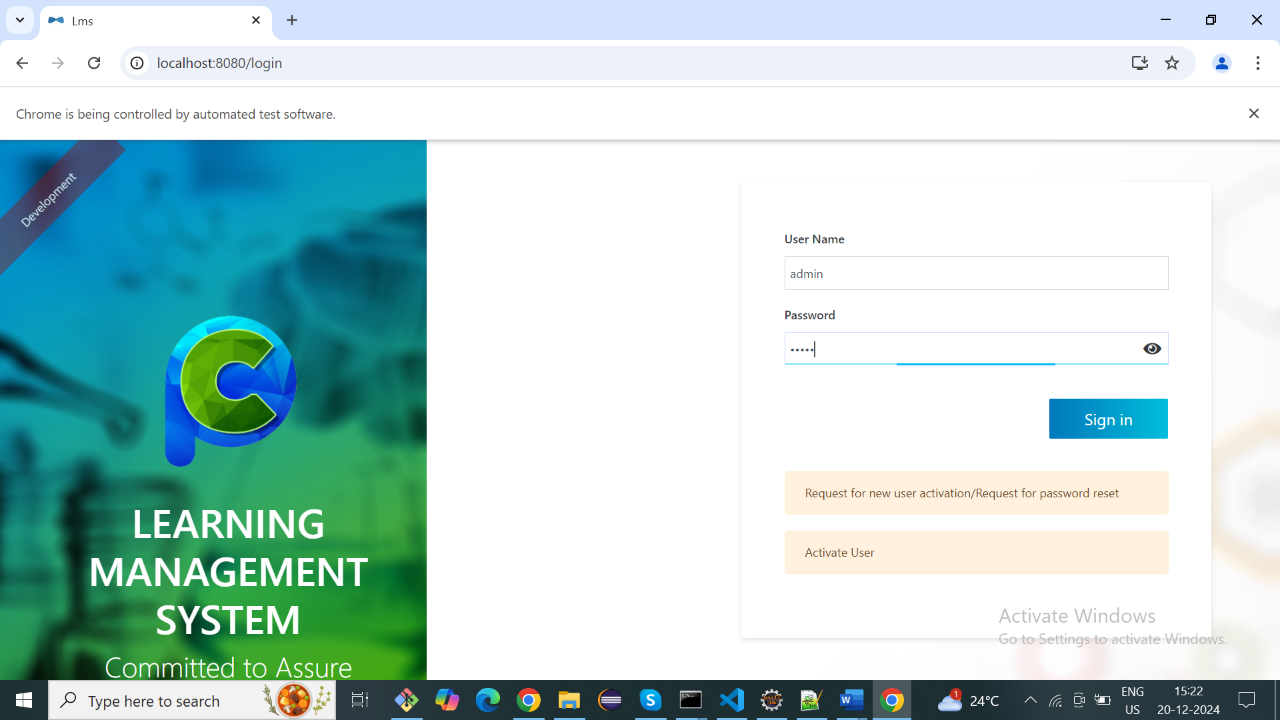 Lms
localhost:8080/login
Chrome is being controlled by automated test software.
Development
User Name
admin
Password
•••••
Sign in
LEARNING
MANAGEMENT
SYSTEM
Committed to Assure
Request for new user activation/Request for password reset
Activate User
Activate Windows
Go to Settings to activate Windows.
Type here to search
1
24°C
ENG
US
15:22
20-12-2024